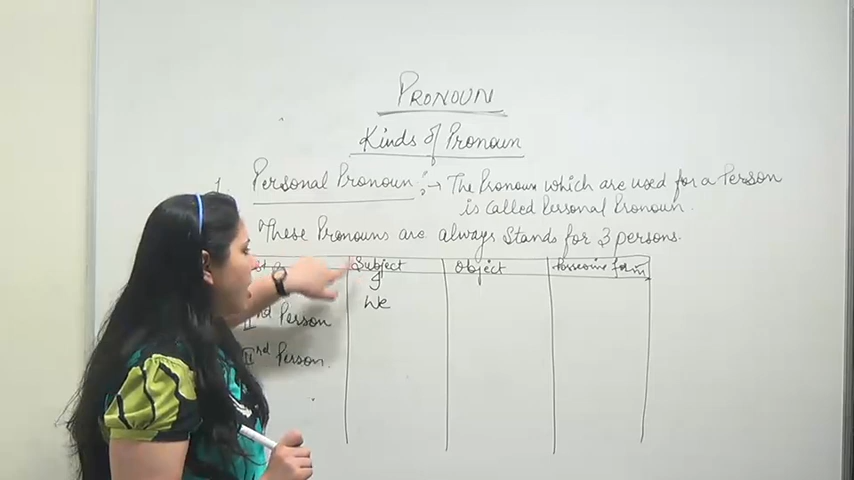 PRONOUN
Kinds of Pronoun
1. Personal Pronoun :→ The Pronoun which are used for a Person
is called Personal Pronoun.
These Pronouns are always Stands for 3 persons.
Subject Object Possessive form
I
We
IInd Person
Person.